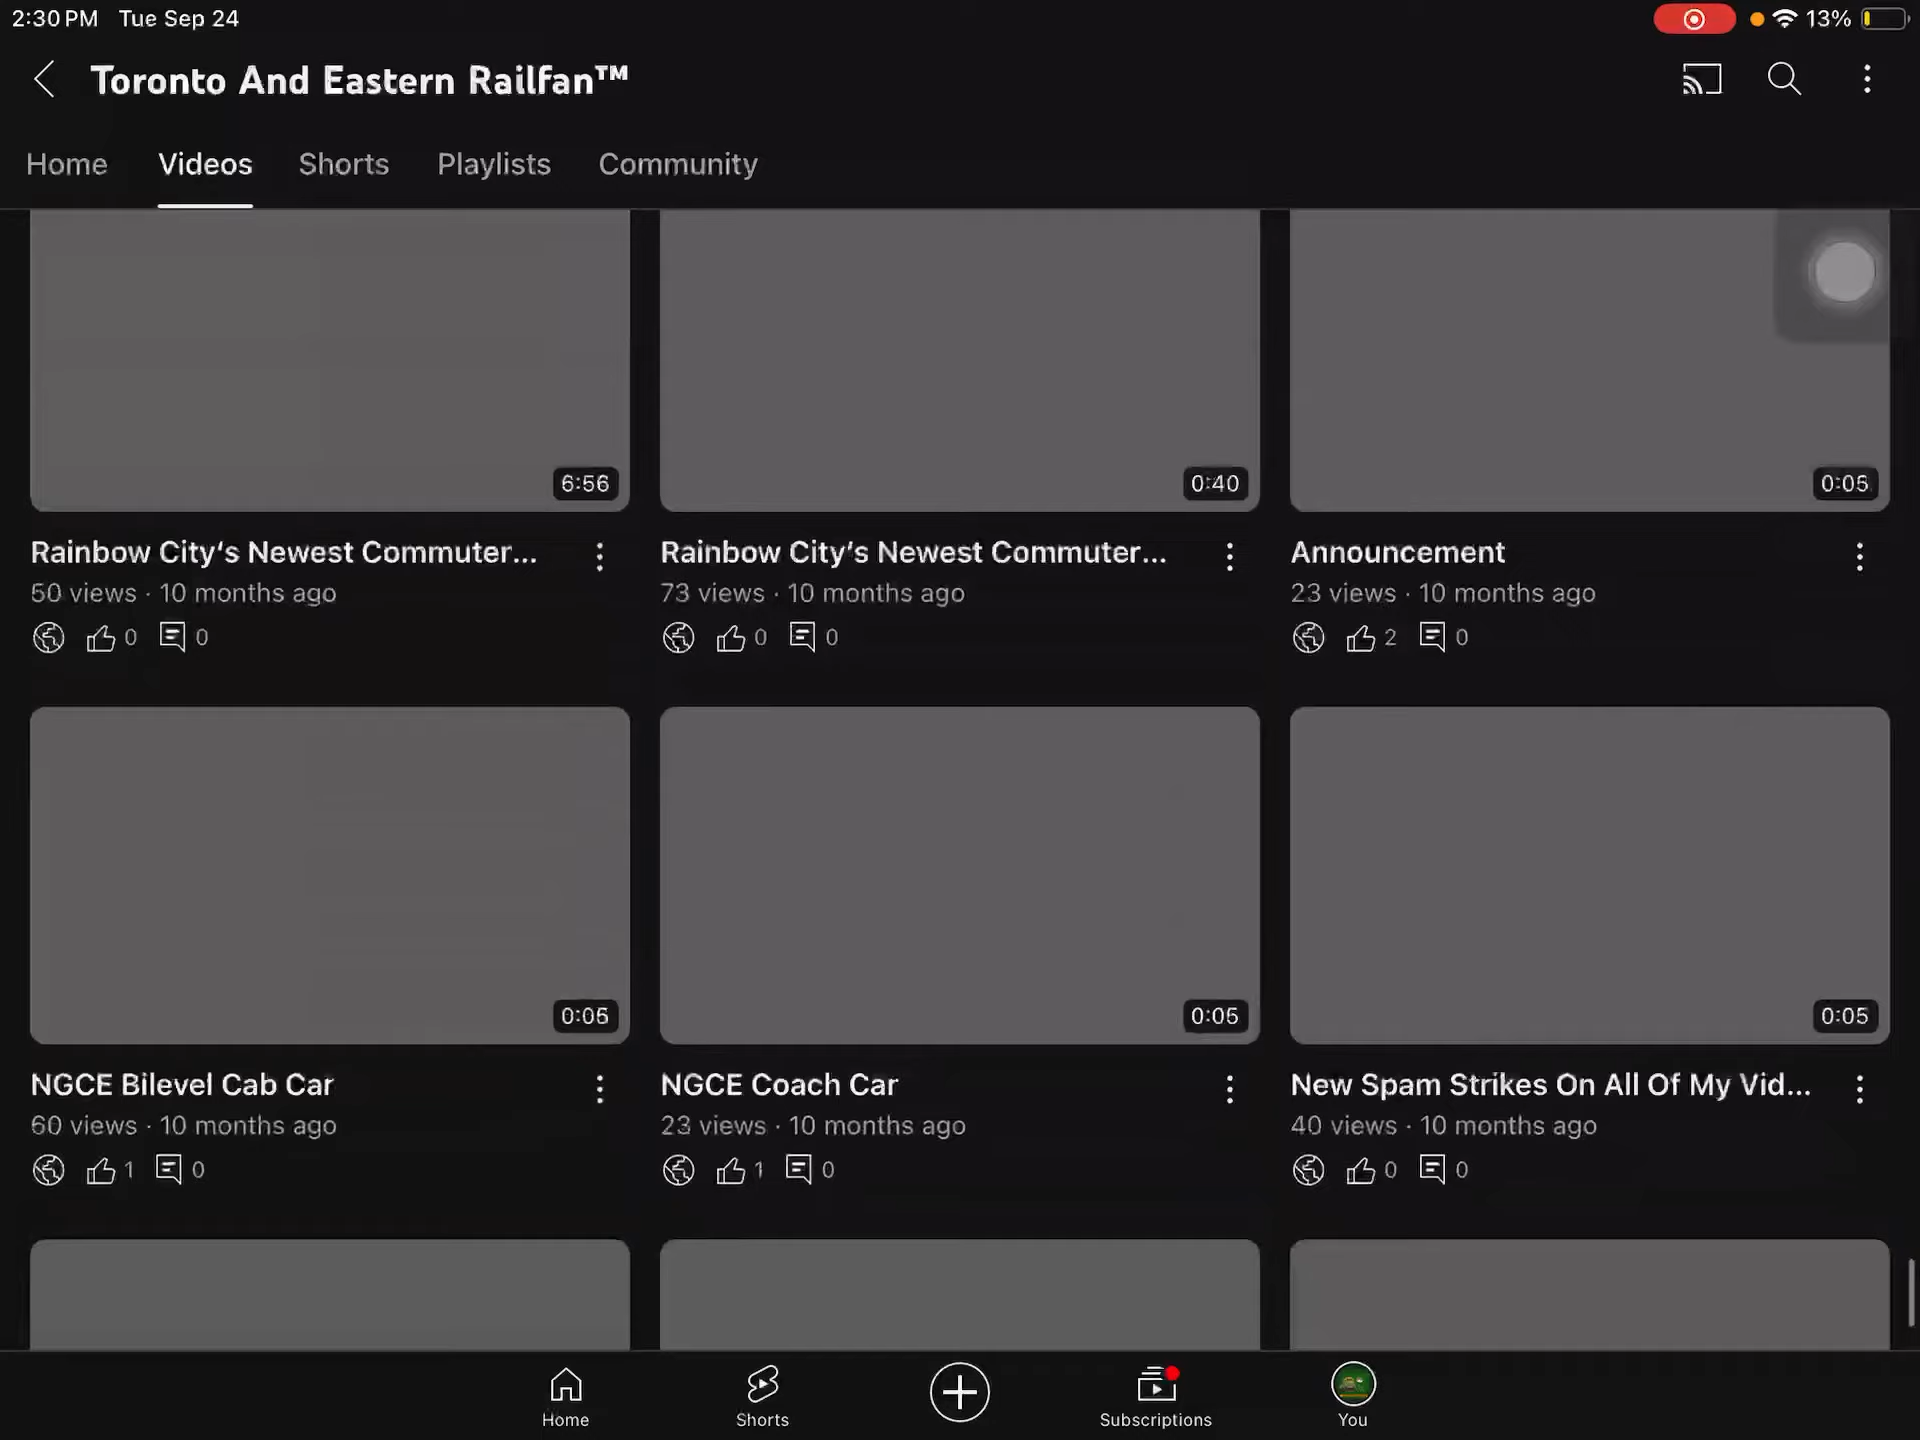 2:30 PM Tue Sep 24
13%
Toronto And Eastern Railfan™
Home Videos Shorts Playlists Community
6:56 0:40 0:05
Rainbow City's Newest Commuter... Rainbow City's Newest Commuter... Announcement
50 views · 10 months ago 73 views · 10 months ago 23 views · 10 months ago
0 0 0 0 2 0
0:05 0:05 0:05
NGCE Bilevel Cab Car NGCE Coach Car New Spam Strikes On All Of My Vid...
60 views · 10 months ago 23 views · 10 months ago 40 views · 10 months ago
1 0 1 0 0 0
Home Shorts Subscriptions You